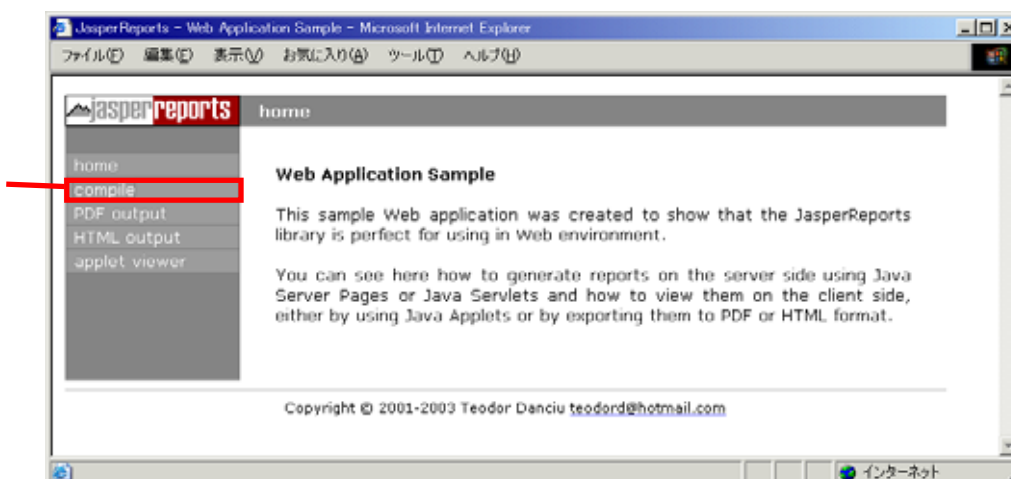 JasperReports - Web Application Sample - Microsoft Internet Explorer
ファイル(F) 編集(E) 表示(V) お気に入り(A) ツール(T) ヘルプ(H)
jasperreports home
home
compile
PDF output
HTML output
applet viewer
Web Application Sample
This sample Web application was created to show that the JasperReports
library is perfect for using in Web environment.
You can see here how to generate reports on the server side using Java
Server Pages or Java Servlets and how to view them on the client side,
either by using Java Applets or by exporting them to PDF or HTML format.
Copyright © 2001-2003 Teodor Danciu teodord@hotmail.com
インターネット